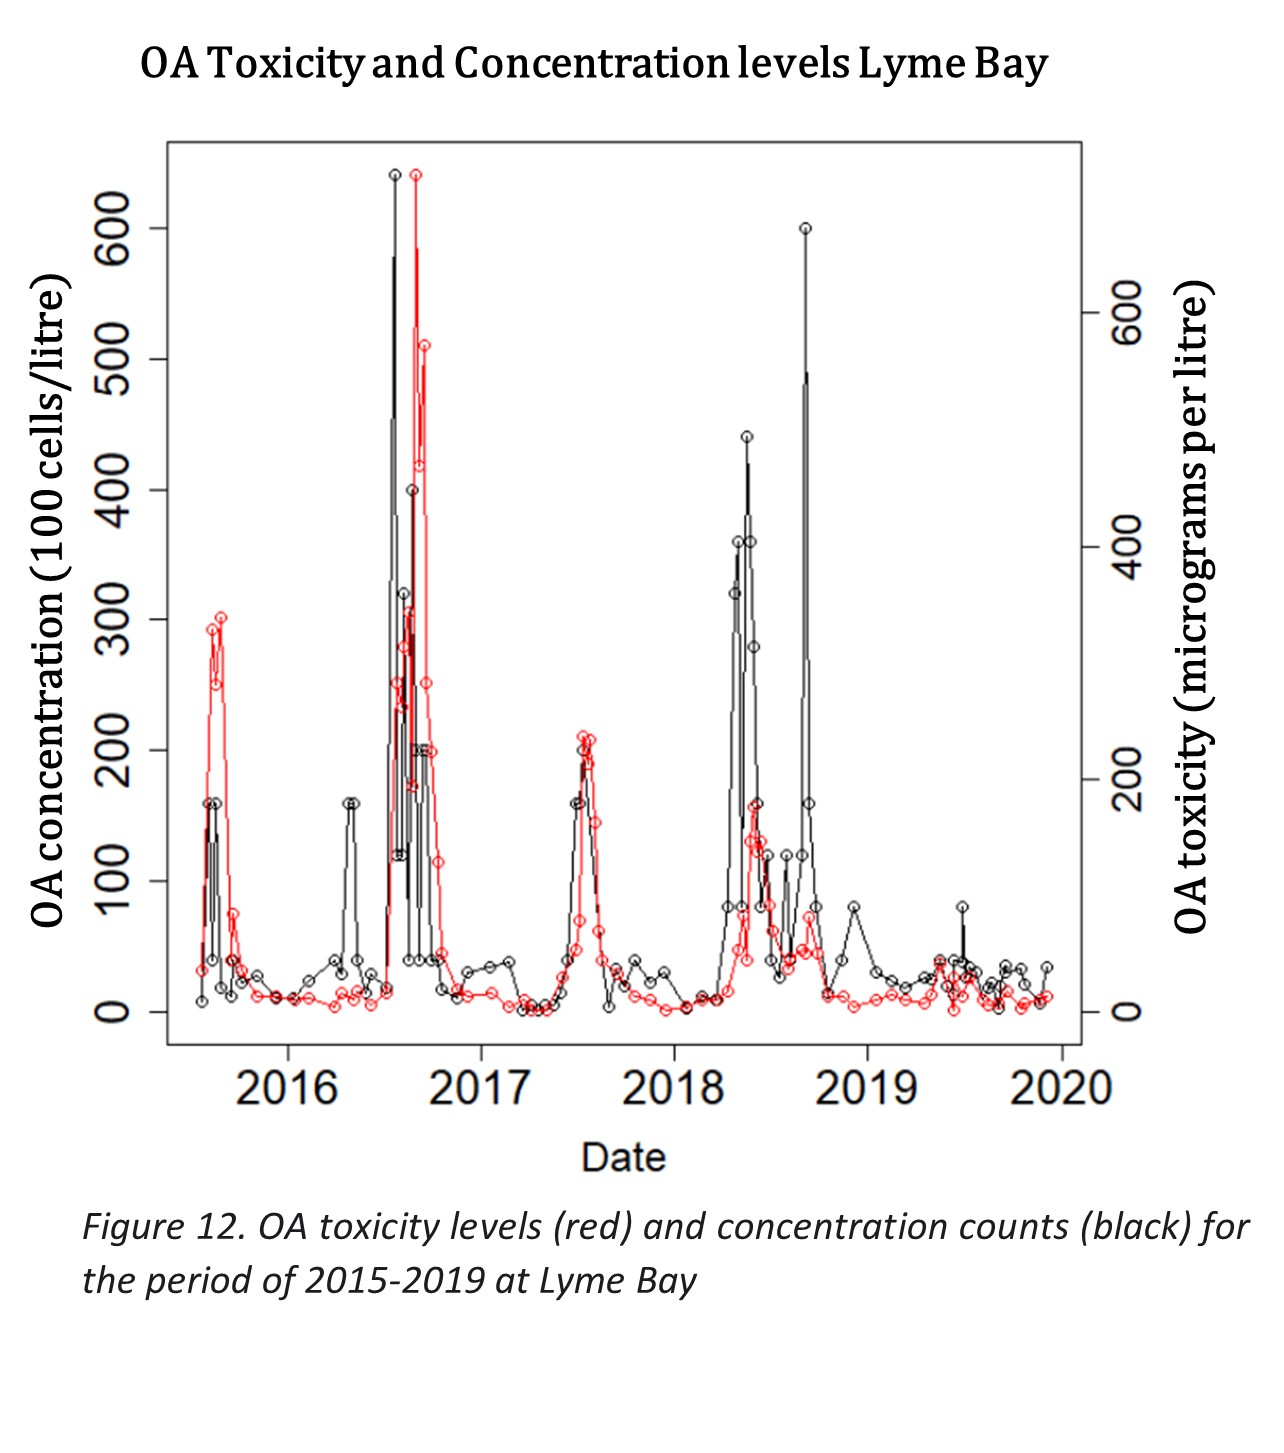 OA Toxicity and Concentration levels Lyme Bay
OA concentration (100 cells/litre)
600
500
400
300
200
100
0
600
400
200
0
OA toxicity (micrograms per litre)
2016 2017 2018 2019 2020
Date
Figure 12. OA toxicity levels (red) and concentration counts (black) for
the period of 2015-2019 at Lyme Bay